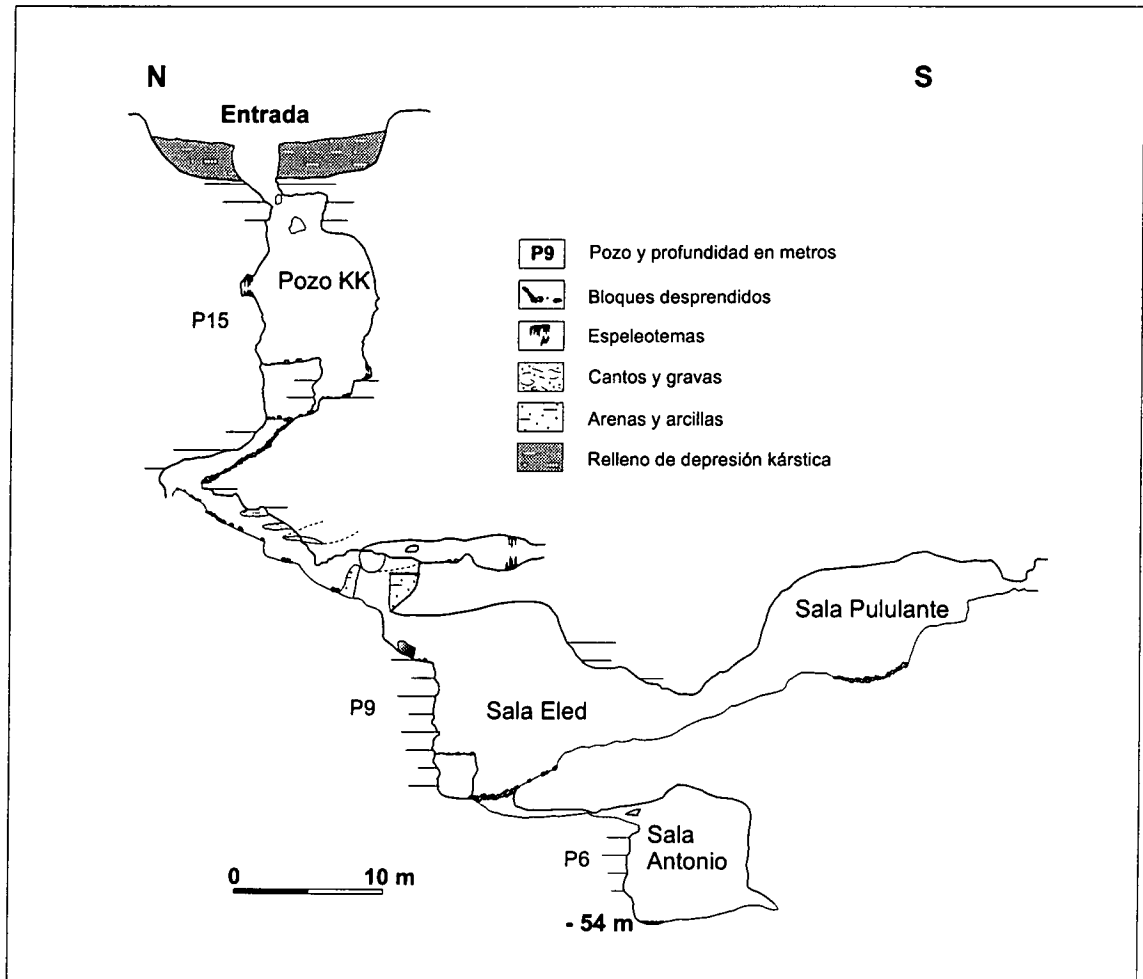 N
S
Entrada
Pozo KK
P15
P9 Pozo y profundidad en metros
Bloques desprendidos
Espeleotemas
Cantos y gravas
Arenas y arcillas
Relleno de depresión kárstica
Sala Pululante
P9
Sala Eled
P6
Sala
Antonio
0 10 m
- 54 m